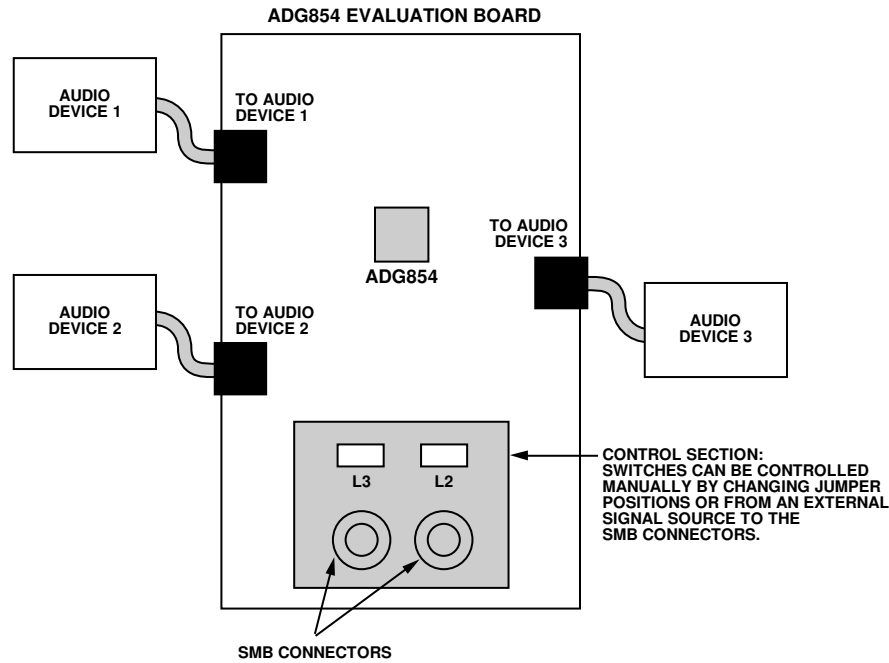 ADG854 EVALUATION BOARD
AUDIO
DEVICE 1
TO AUDIO
DEVICE 1
TO AUDIO
DEVICE 3
ADG854
AUDIO
DEVICE 2
TO AUDIO
DEVICE 2
AUDIO
DEVICE 3
L3
L2
CONTROL SECTION:
SWITCHES CAN BE CONTROLLED
MANUALLY BY CHANGING JUMPER
POSITIONS OR FROM AN EXTERNAL
SIGNAL SOURCE TO THE
SMB CONNECTORS.
SMB CONNECTORS